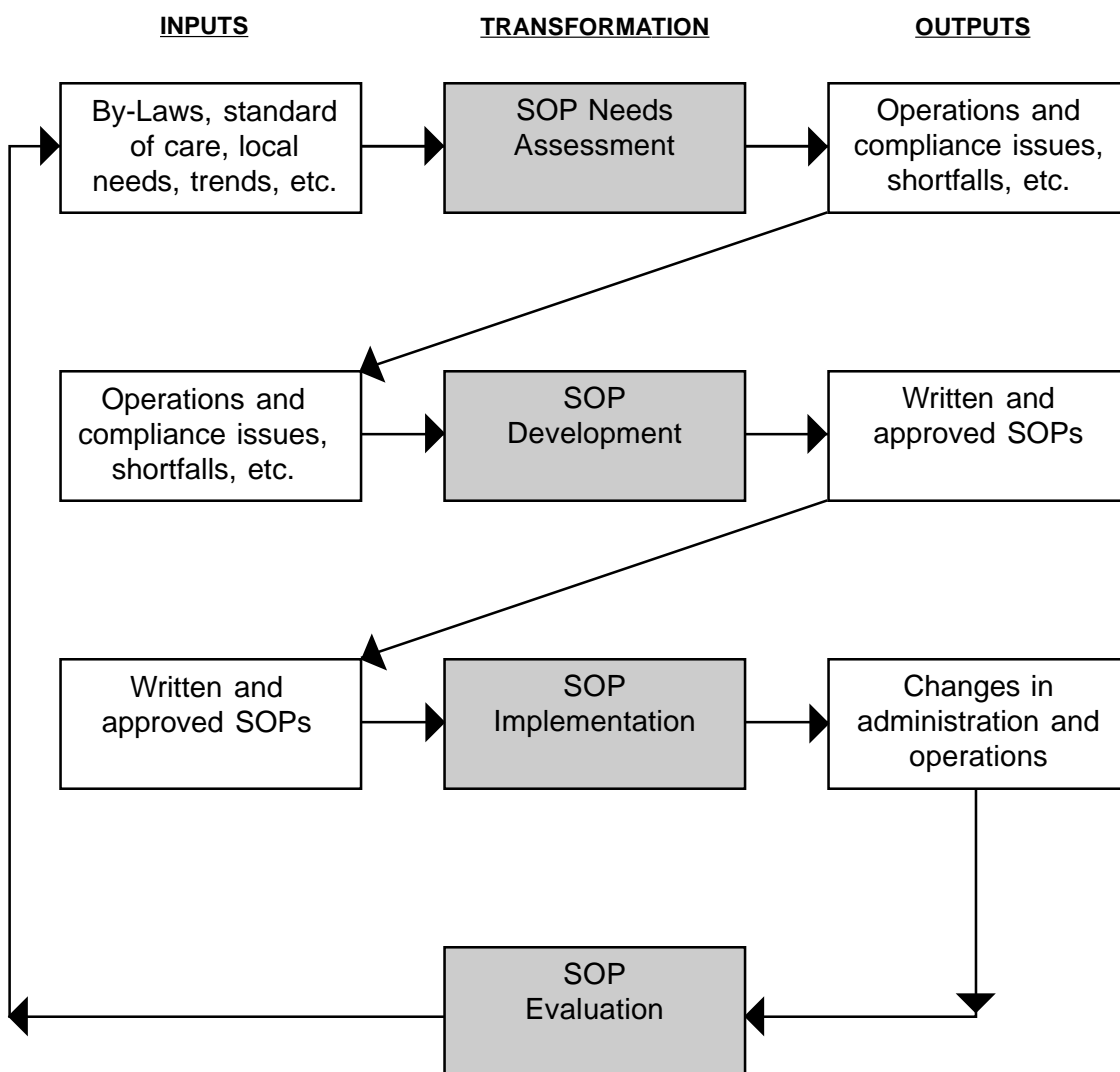 INPUTS
TRANSFORMATION
OUTPUTS
By-Laws, standard
of care, local
needs, trends, etc.
SOP Needs
Assessment
Operations and
compliance issues,
shortfalls, etc.
Operations and
compliance issues,
shortfalls, etc.
SOP
Development
Written and
approved SOPs
Written and
approved SOPs
SOP
Implementation
Changes in
administration and
operations
SOP
Evaluation